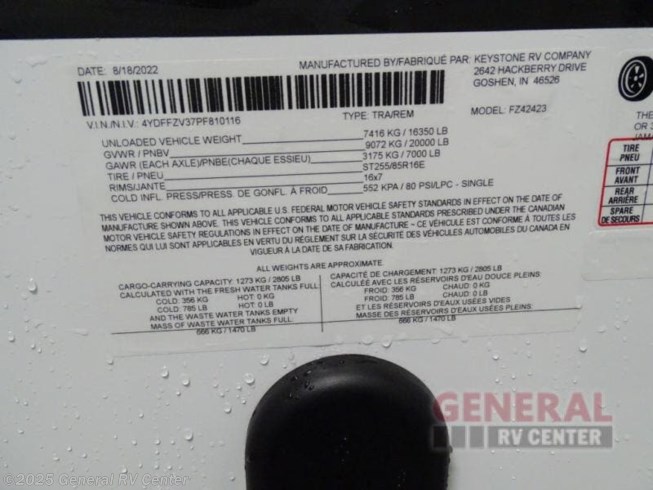 DATE: 8/18/2022
MANUFACTURED BY/FABRIQUÉ PAR: KEYSTONE RV COMPANY
2642 HACKBERRY DRIVE
GOSHEN, IN 46526
V.I.N./N.I.V.: 4YDFFZV37PF810116
TYPE: TRA/REM
MODEL: FZ42423
UNLOADED VEHICLE WEIGHT 7416 KG / 16350 LB
GVWR / PNBV 9072 KG / 20000 LB
GAWR (EACH AXLE)/PNBE(CHAQUE ESSIEU) 3175 KG / 7000 LB
TIRE / PNEU ST255/85R16E
RIMS/JANTE 16x7
COLD INFL. PRESS/PRESS. DE GONFL. À FROID 552 KPA / 80 PSI/LPC - SINGLE
THIS VEHICLE CONFORMS TO ALL APPLICABLE U.S. FEDERAL MOTOR VEHICLE SAFETY STANDARDS IN EFFECT ON THE DATE OF
MANUFACTURE SHOWN ABOVE. THIS VEHICLE CONFORMS TO ALL APPLICABLE STANDARDS PRESCRIBED UNDER THE CANADIAN
MOTOR VEHICLE SAFETY REGULATIONS IN EFFECT ON THE DATE OF MANUFACTURE – CE VÉHICULE EST CONFORME À TOUTES LES
NORMES QUI LUI SONT APPLICABLES EN VERTU DU RÈGLEMENT SUR LA SÉCURITÉ DES VÉHICULES AUTOMOBILES DU CANADA EN
VIGUEUR À LA DATE DE SA FABRICATION.
ALL WEIGHTS ARE APPROXIMATE
CARGO-CARRYING CAPACITY: 1273 KG / 2805 LB
CALCULATED WITH THE FRESH WATER TANKS FULL
COLD: 356 KG HOT: 0 KG
COLD: 785 LB HOT: 0 LB
AND THE WASTE WATER TANKS EMPTY
MASS OF WASTE WATER TANKS FULL
666 KG / 1470 LB
CAPACITÉ DE CHARGEMENT: 1273 KG / 2805 LB
CALCULÉE AVEC LES RÉSERVOIRS D'EAU DOUCE PLEINS
FROID: 356 KG CHAUD: 0 KG
FROID: 785 LB CHAUD: 0 LB
ET LES RÉSERVOIRS D'EAUX USÉES VIDES
MASSE DES RÉSERVOIRS D'EAUX USÉES PLEINS
666 KG / 1470 LB
THE
OR 3
TIRE
PNEU
FRONT
AVANT
REAR
ARRIÈRE
SPARE
DE SECOURS
GENERAL
RV CENTER
©2025 General RV Center